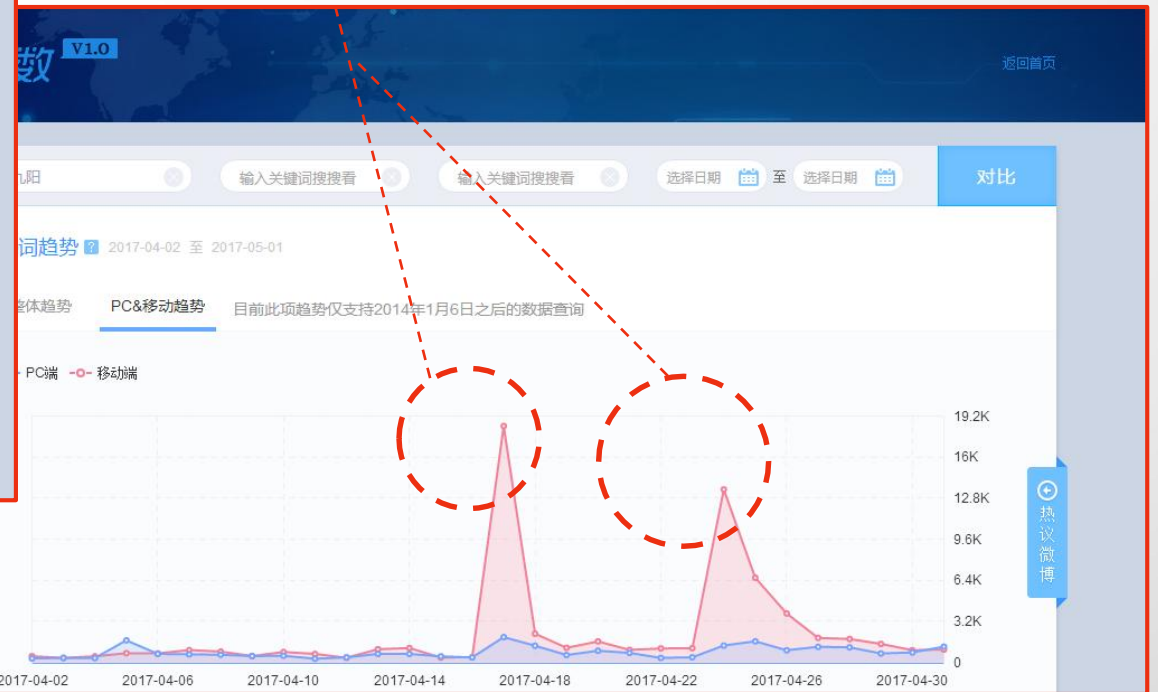 数 V1.0
返回首页
九阳 输入关键词搜搜看 输入关键词搜搜看 选择日期 至 选择日期 对比
词趋势 ? 2017-04-02 至 2017-05-01
整体趋势 PC&移动趋势 目前此项趋势仅支持2014年1月6日之后的数据查询
PC端 移动端
19.2K
16K
12.8K
9.6K
6.4K
3.2K
0
热议微博
2017-04-02 2017-04-06 2017-04-10 2017-04-14 2017-04-18 2017-04-22 2017-04-26 2017-04-30